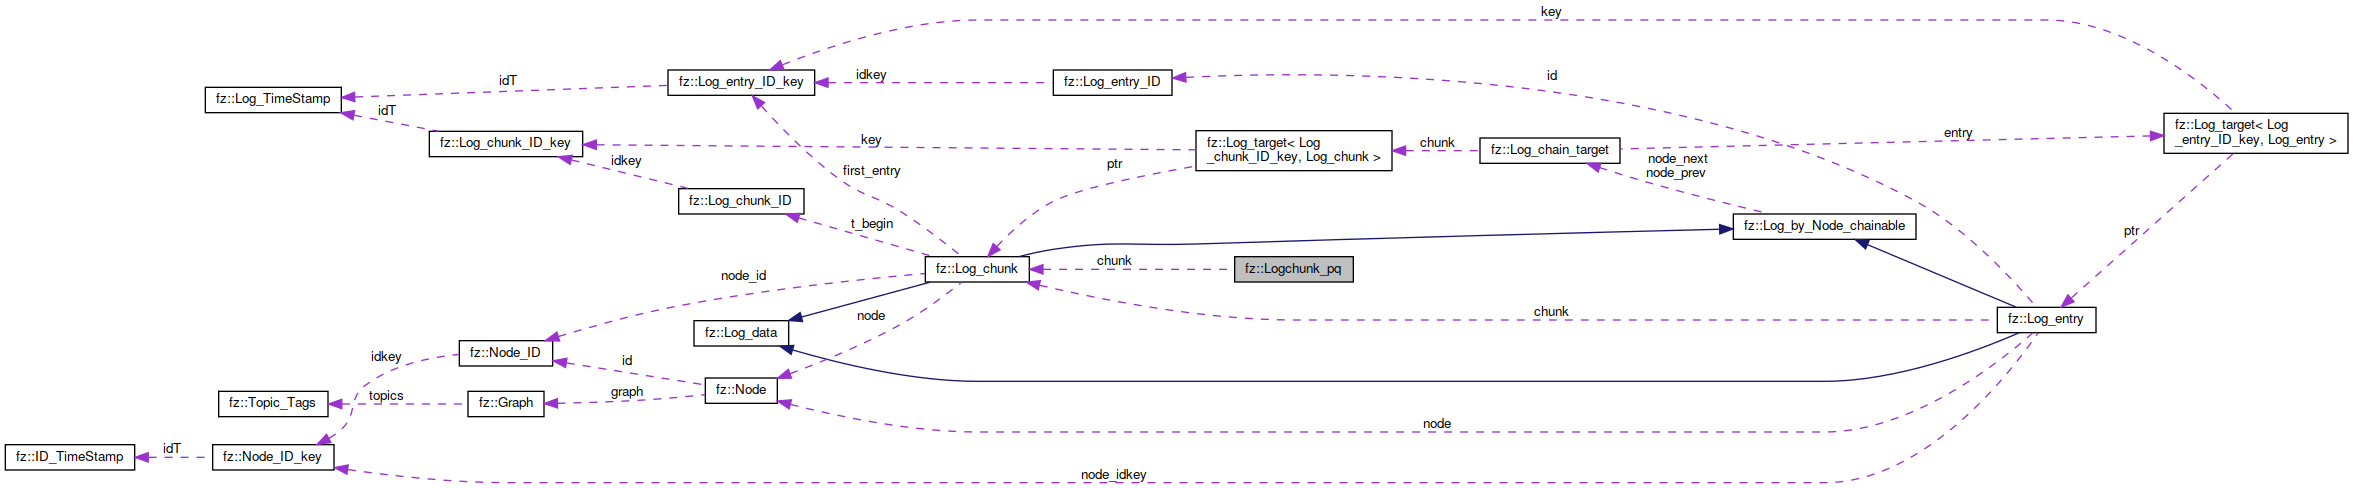 key
idT
fz::Log_entry_ID_key
idkey
fz::Log_entry_ID
id
fz::Log_TimeStamp
idT
fz::Log_chunk_ID_key
key
fz::Log_target< Log
_chunk_ID_key, Log_chunk >
chunk
fz::Log_chain_target
entry
fz::Log_target< Log
_entry_ID_key, Log_entry >
idkey
first_entry
ptr
node_next
node_prev
fz::Log_chunk_ID
t_begin
fz::Log_by_Node_chainable
ptr
node_id
fz::Log_chunk
chunk
fz::Logchunk_pq
node
chunk
fz::Log_entry
fz::Log_data
idkey
fz::Node_ID
id
fz::Node
graph
fz::Topic_Tags
topics
fz::Graph
node
fz::ID_TimeStamp
idT
fz::Node_ID_key
node_idkey